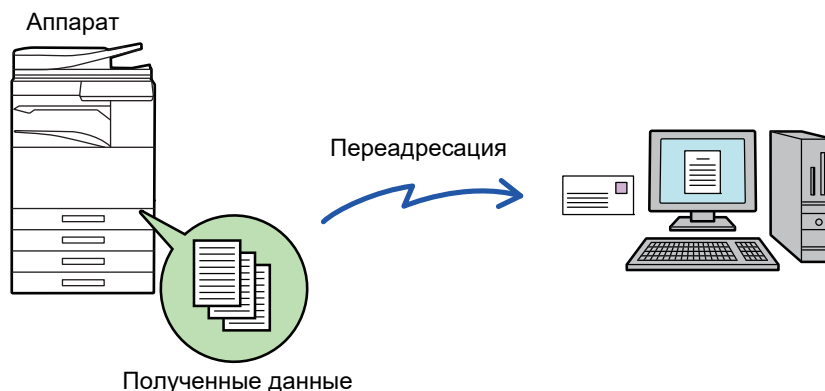 Аппарат
Переадресация
Полученные данные